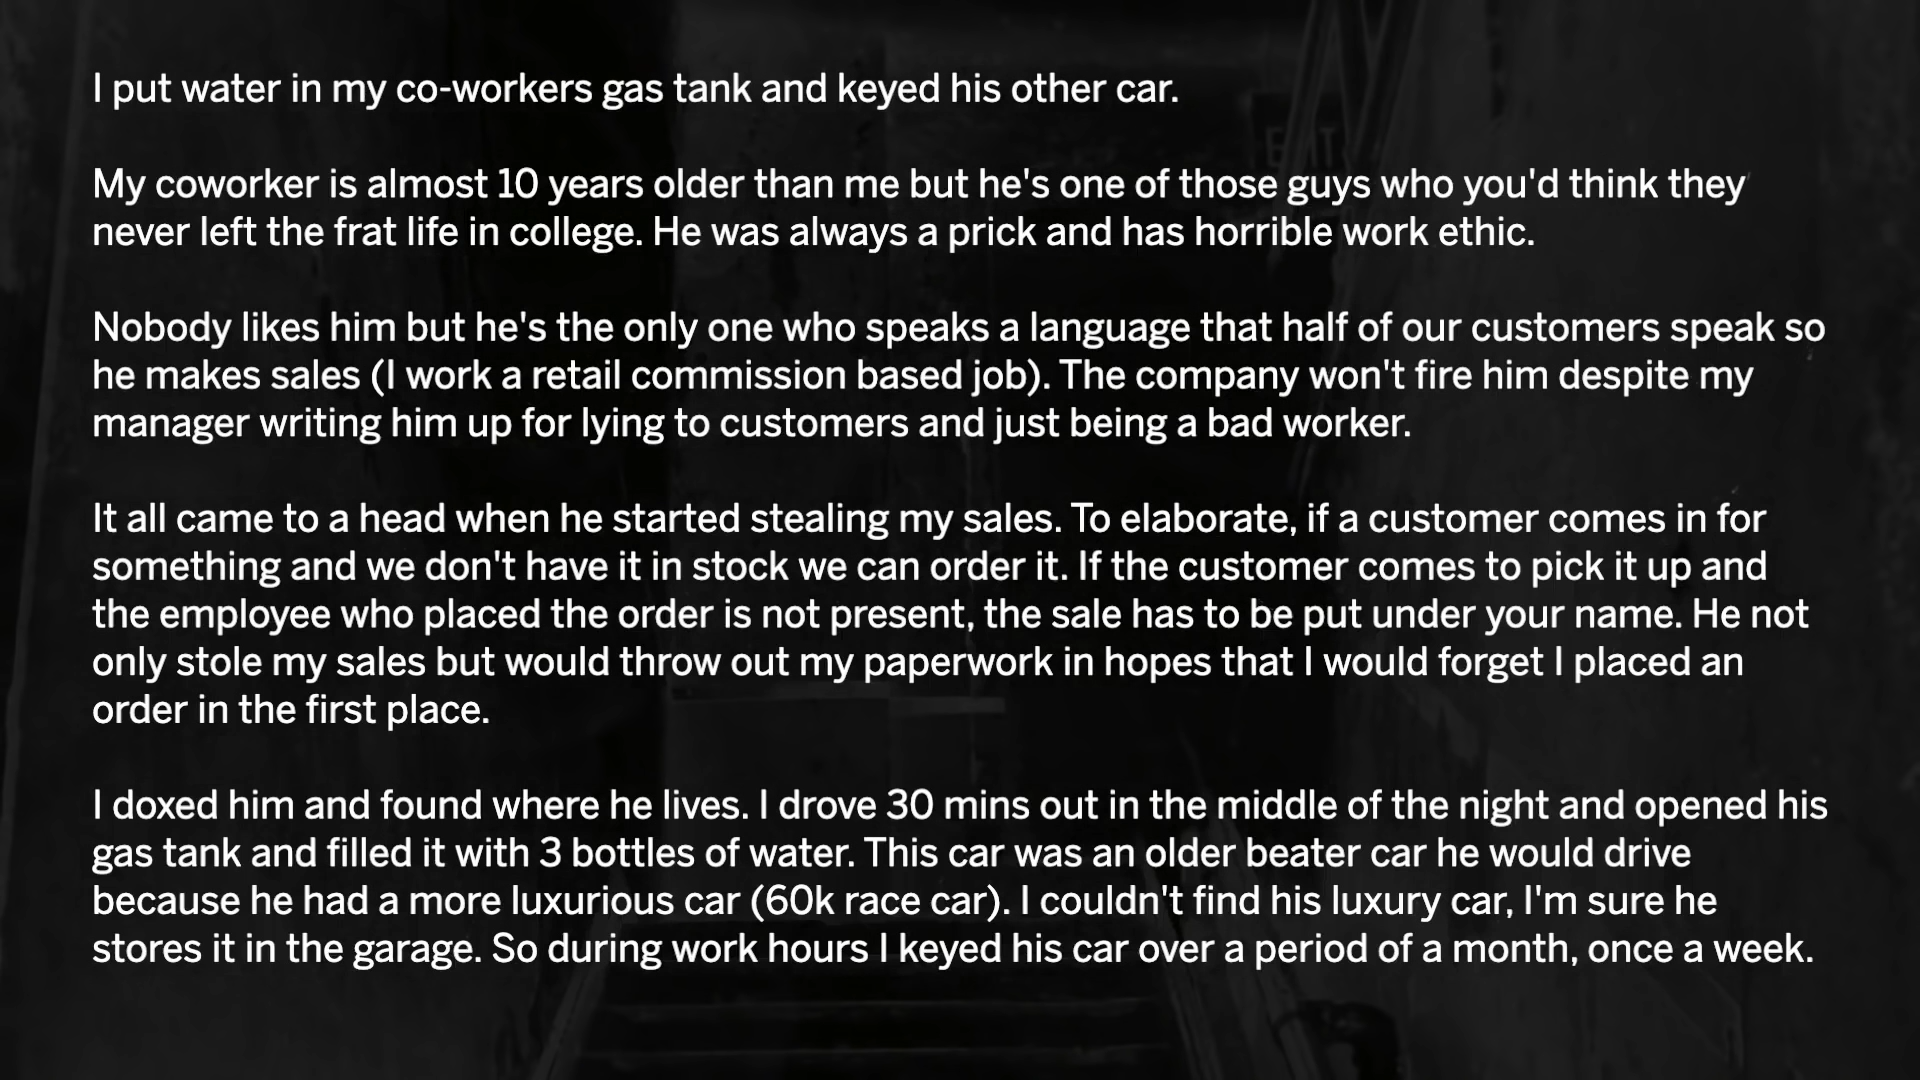 I put water in my co-workers gas tank and keyed his other car.
My coworker is almost 10 years older than me but he's one of those guys who you'd think they
never left the frat life in college. He was always a prick and has horrible work ethic.
Nobody likes him but he's the only one who speaks a language that half of our customers speak so
he makes sales (I work a retail commission based job). The company won't fire him despite my
manager writing him up for lying to customers and just being a bad worker.
It all came to a head when he started stealing my sales. To elaborate, if a customer comes in for
something and we don't have it in stock we can order it. If the customer comes to pick it up and
the employee who placed the order is not present, the sale has to be put under your name. He not
only stole my sales but would throw out my paperwork in hopes that I would forget I placed an
order in the first place.
I doxed him and found where he lives. I drove 30 mins out in the middle of the night and opened his
gas tank and filled it with 3 bottles of water. This car was an older beater car he would drive
because he had a more luxurious car (60k race car). I couldn't find his luxury car, I'm sure he
stores it in the garage. So during work hours I keyed his car over a period of a month, once a week.
EXIT